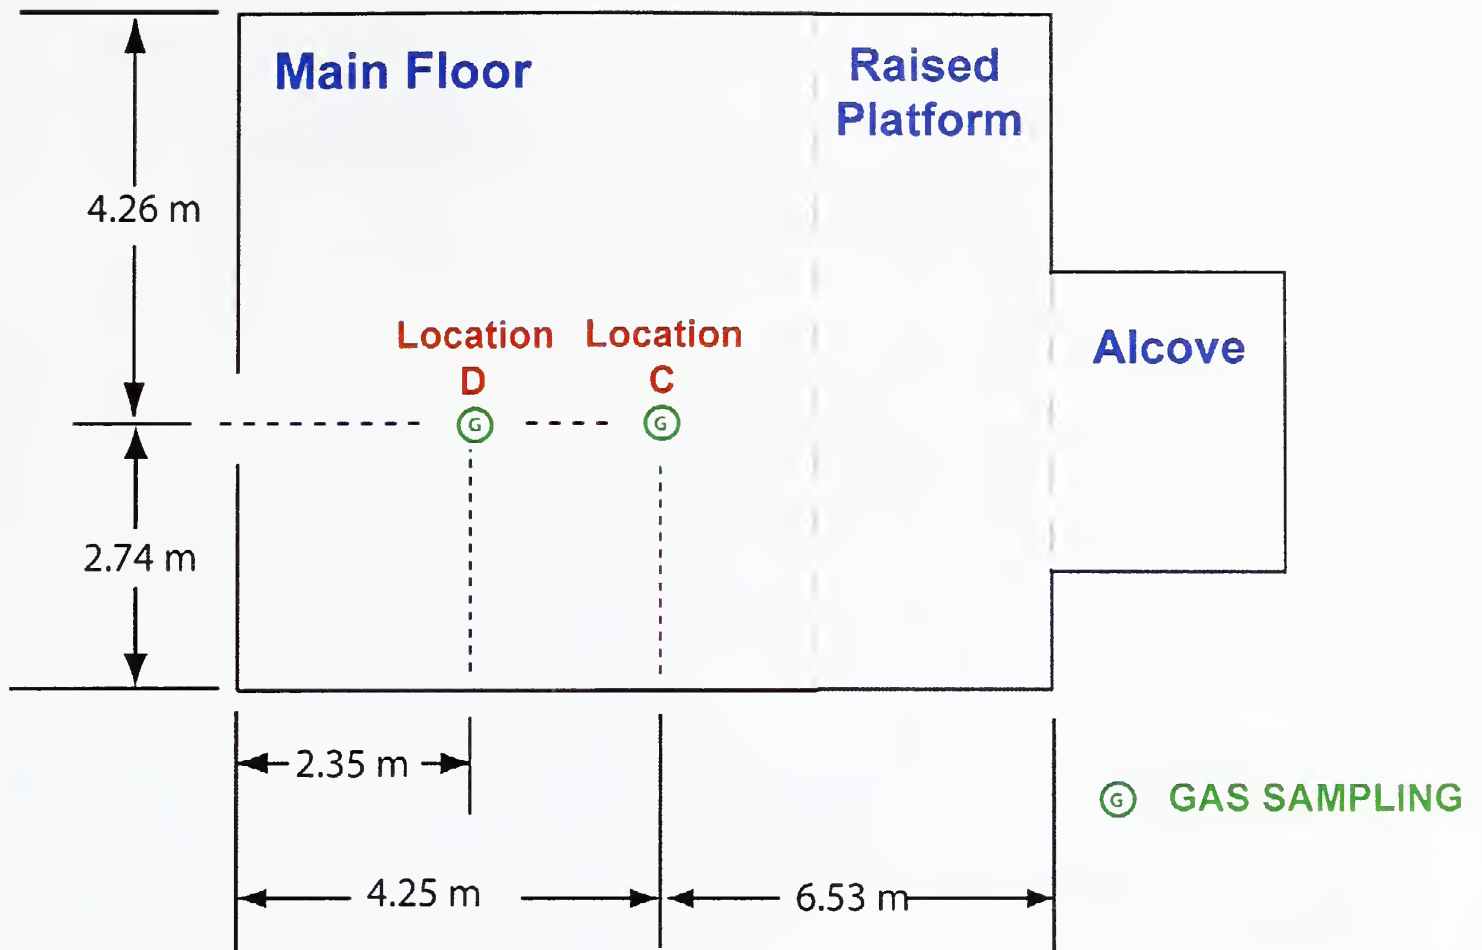 Main Floor
Raised
Platform
4.26 m
Location
D
Location
C
Alcove
G
G
2.74 m
2.35 m
G GAS SAMPLING
4.25 m
6.53 m